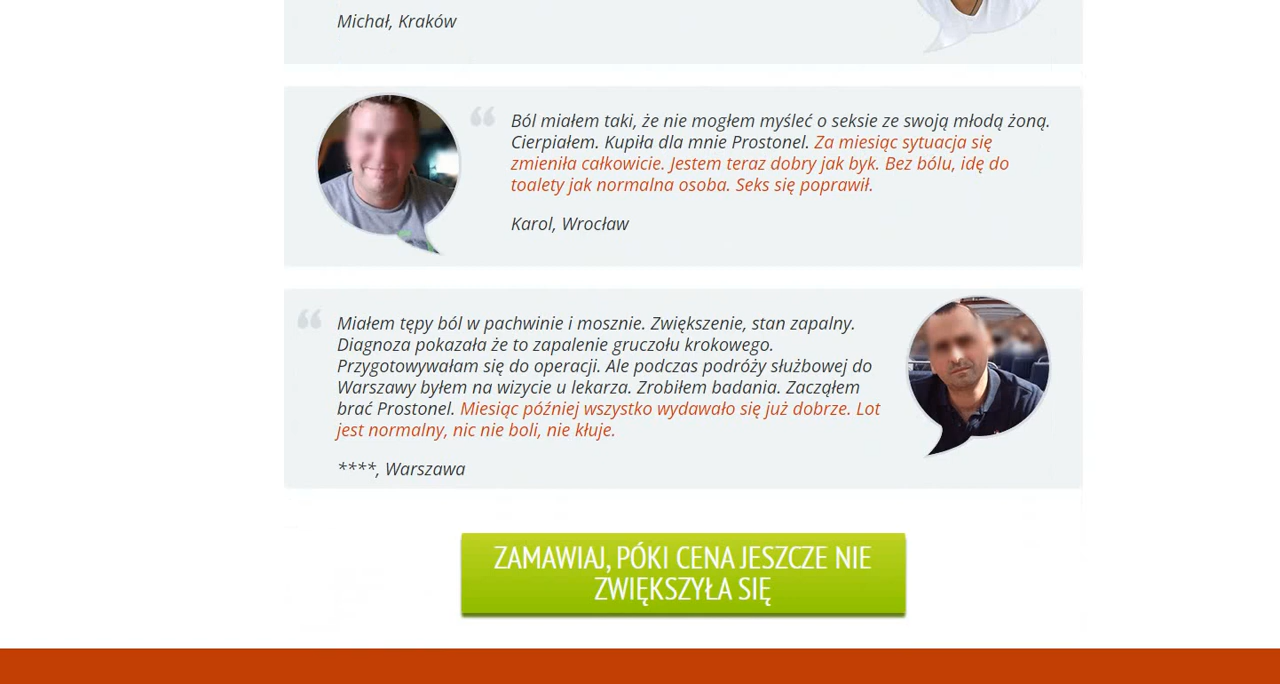 Michał, Kraków
Ból miałem taki, że nie mogłem myśleć o seksie ze swoją młodą żoną.
Cierpiałem. Kupiła dla mnie Prostonel. Za miesiąc sytuacja się
zmieniła całkowicie. Jestem teraz dobry jak byk. Bez bólu, idę do
toalety jak normalna osoba. Seks się poprawił.
Karol, Wrocław
Miałem tępy ból w pachwinie i mosznie. Zwiększenie, stan zapalny.
Diagnoza pokazała że to zapalenie gruczołu krokowego.
Przygotowywałam się do operacji. Ale podczas podróży służbowej do
Warszawy byłem na wizycie u lekarza. Zrobiłem badania. Zacząłem
brać Prostonel. Miesiąc później wszystko wydawało się już dobrze. Lot
jest normalny, nic nie boli, nie kłuje.
****, Warszawa
ZAMAWIAJ, PÓKI CENA JESZCZE NIE
ZWIĘKSZYŁA SIĘ